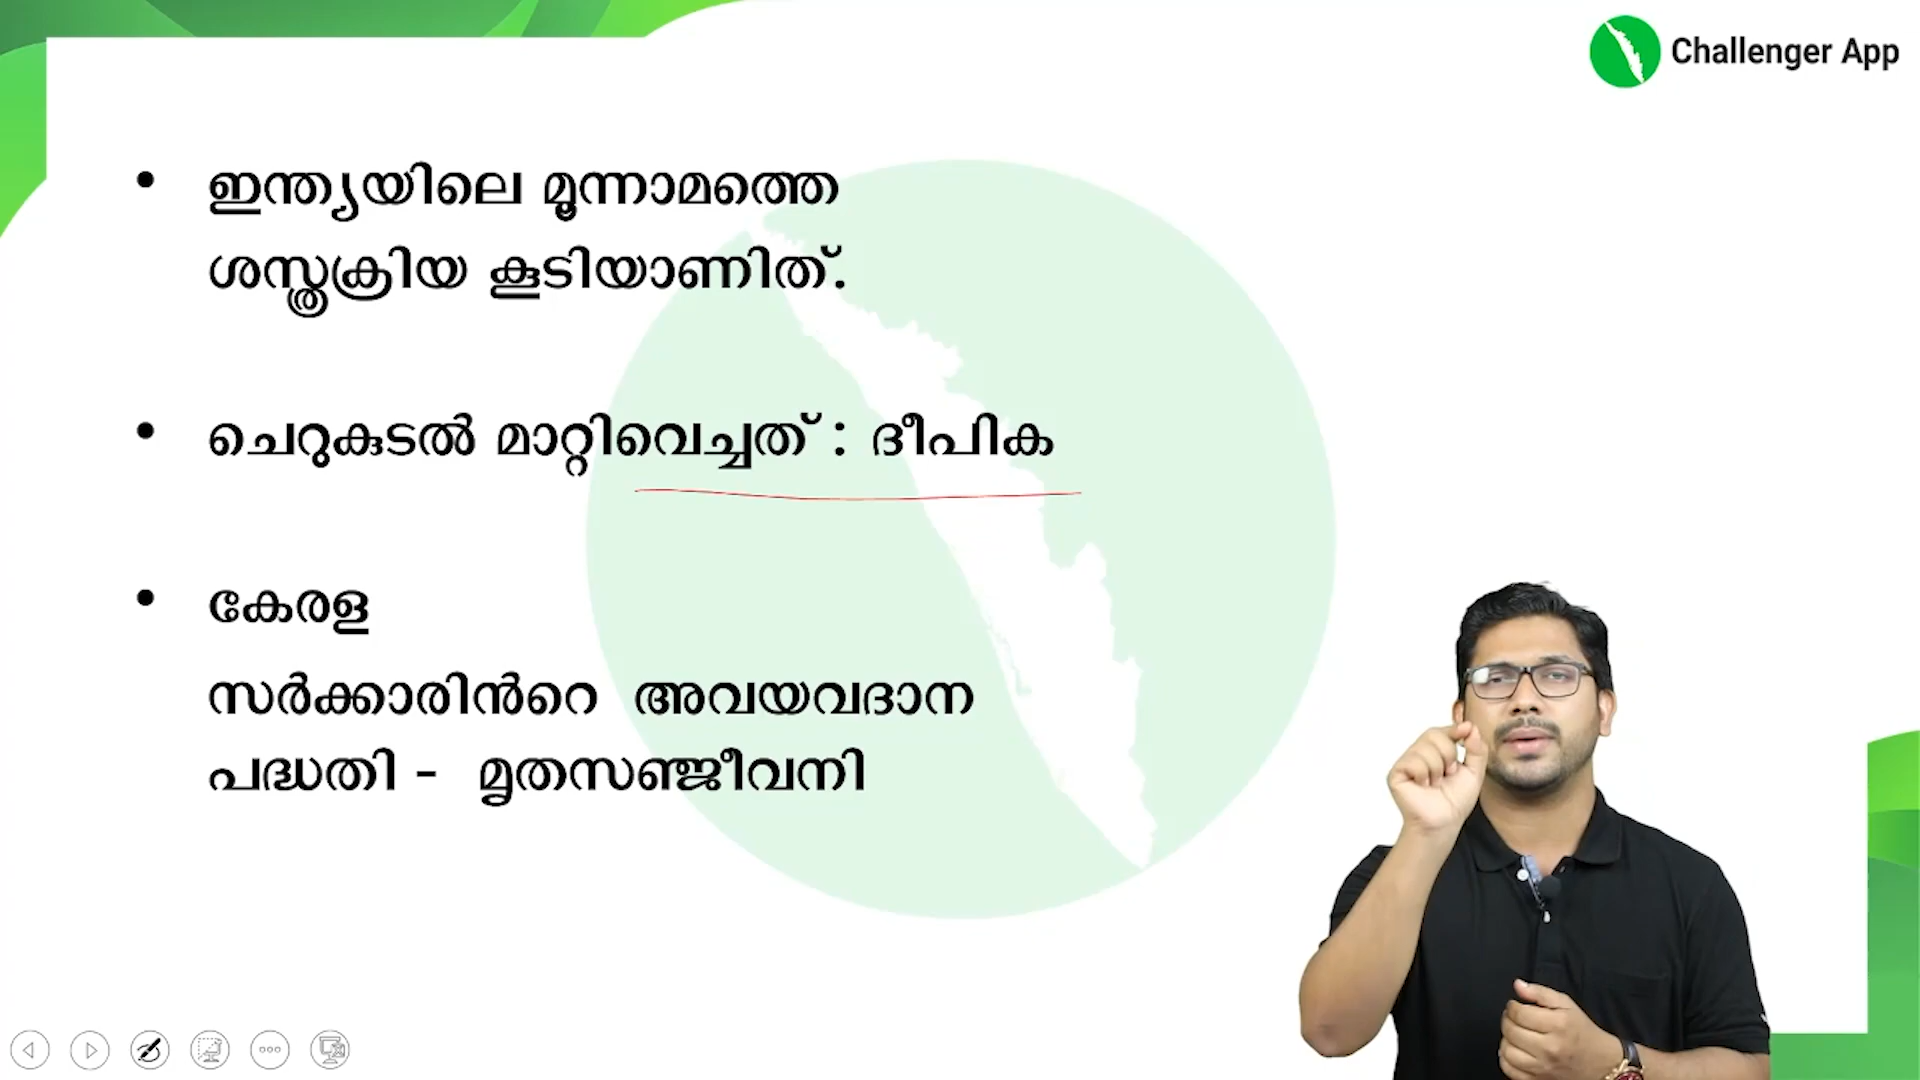 Challenger App
• ഇന്ത്യയിലെ മൂന്നാമത്തെ
ശസ്ത്രക്രിയ കൂടിയാണിത്.
• ചെറുകുടൽ മാറ്റിവെച്ചത് : ദീപിക
• കേരള
സർക്കാരിൻറെ അവയവദാന
പദ്ധതി - മൃതസഞ്ജീവനി